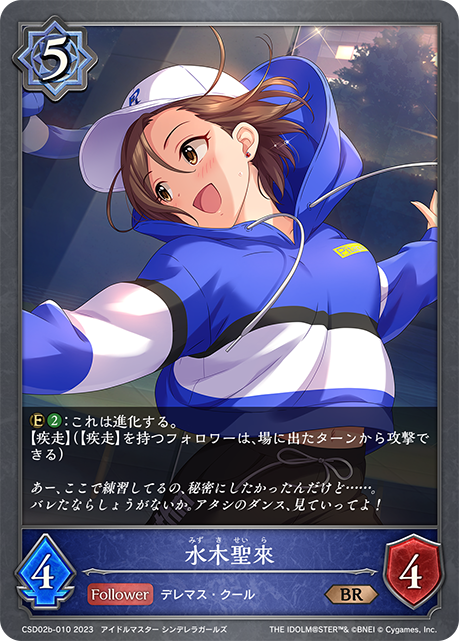 5
Ⓔ②：これは進化する。
【疾走】（【疾走】を持つフォロワーは、場に出たターンから攻撃で
きる）
あー、ここで練習してるの、秘密にしたかったんだけど……。
バレたならしょうがないか。アタシのダンス、見ていってよ！
みずき せいら
水木聖來
4
Follower デレマス・クール
BR
4
CSD02b-010 2023 アイドルマスター シンデレラガールズ
THE IDOLM@STER™& ©BNEI © Cygames, Inc.